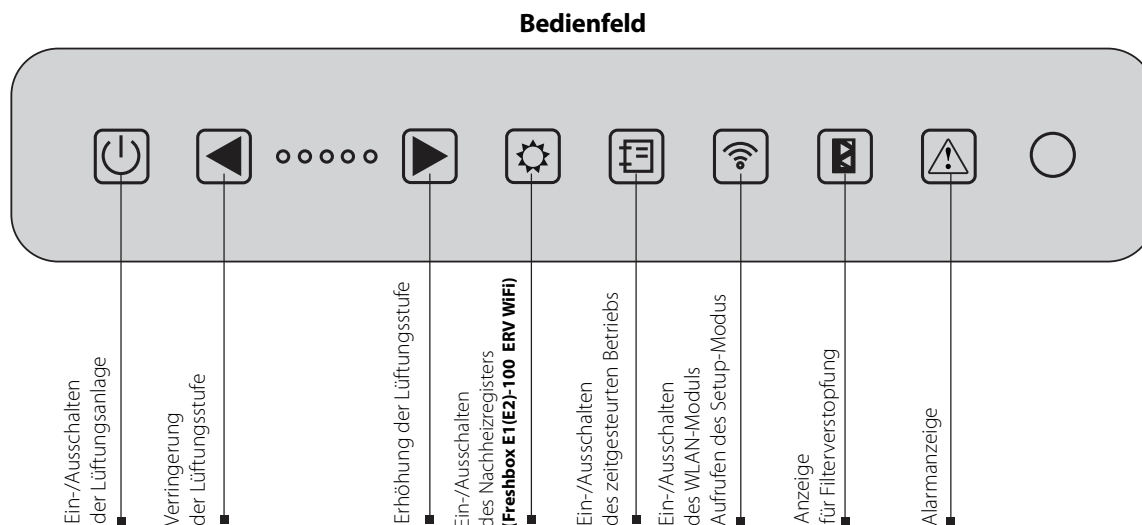 Bedienfeld
Ein-/Ausschalten
der Lüftungsanlage
Verringerung
der Lüftungsstufe
Erhöhung der Lüftungsstufe
Ein-/Ausschalten
des Nachheizregisters
(Freshbox E1(E2)-100 ERV WiFi)
Ein-/Ausschalten
des zeitgesteurten Betriebs
Ein-/Ausschalten
des WLAN-Moduls
Aufrufen des Setup-Modus
Anzeige
für Filterverstopfung
Alarmanzeige